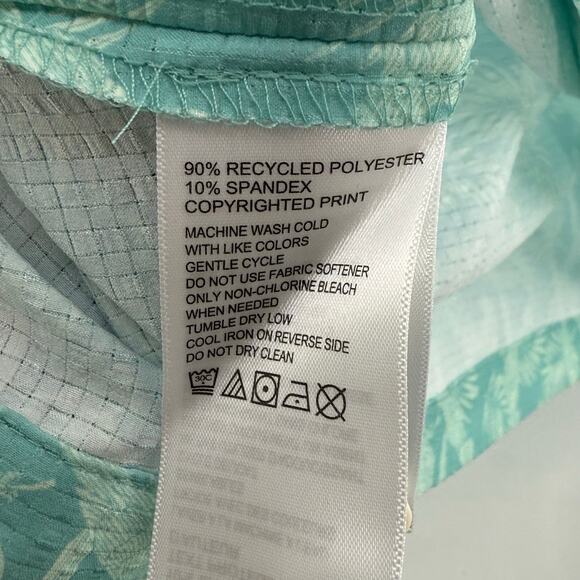 90% RECYCLED POLYESTER
10% SPANDEX
COPYRIGHTED PRINT
MACHINE WASH COLD
WITH LIKE COLORS
GENTLE CYCLE
DO NOT USE FABRIC SOFTENER
ONLY NON-CHLORINE BLEACH
WHEN NEEDED
TUMBLE DRY LOW
COOL IRON ON REVERSE SIDE
DO NOT DRY CLEAN
30C